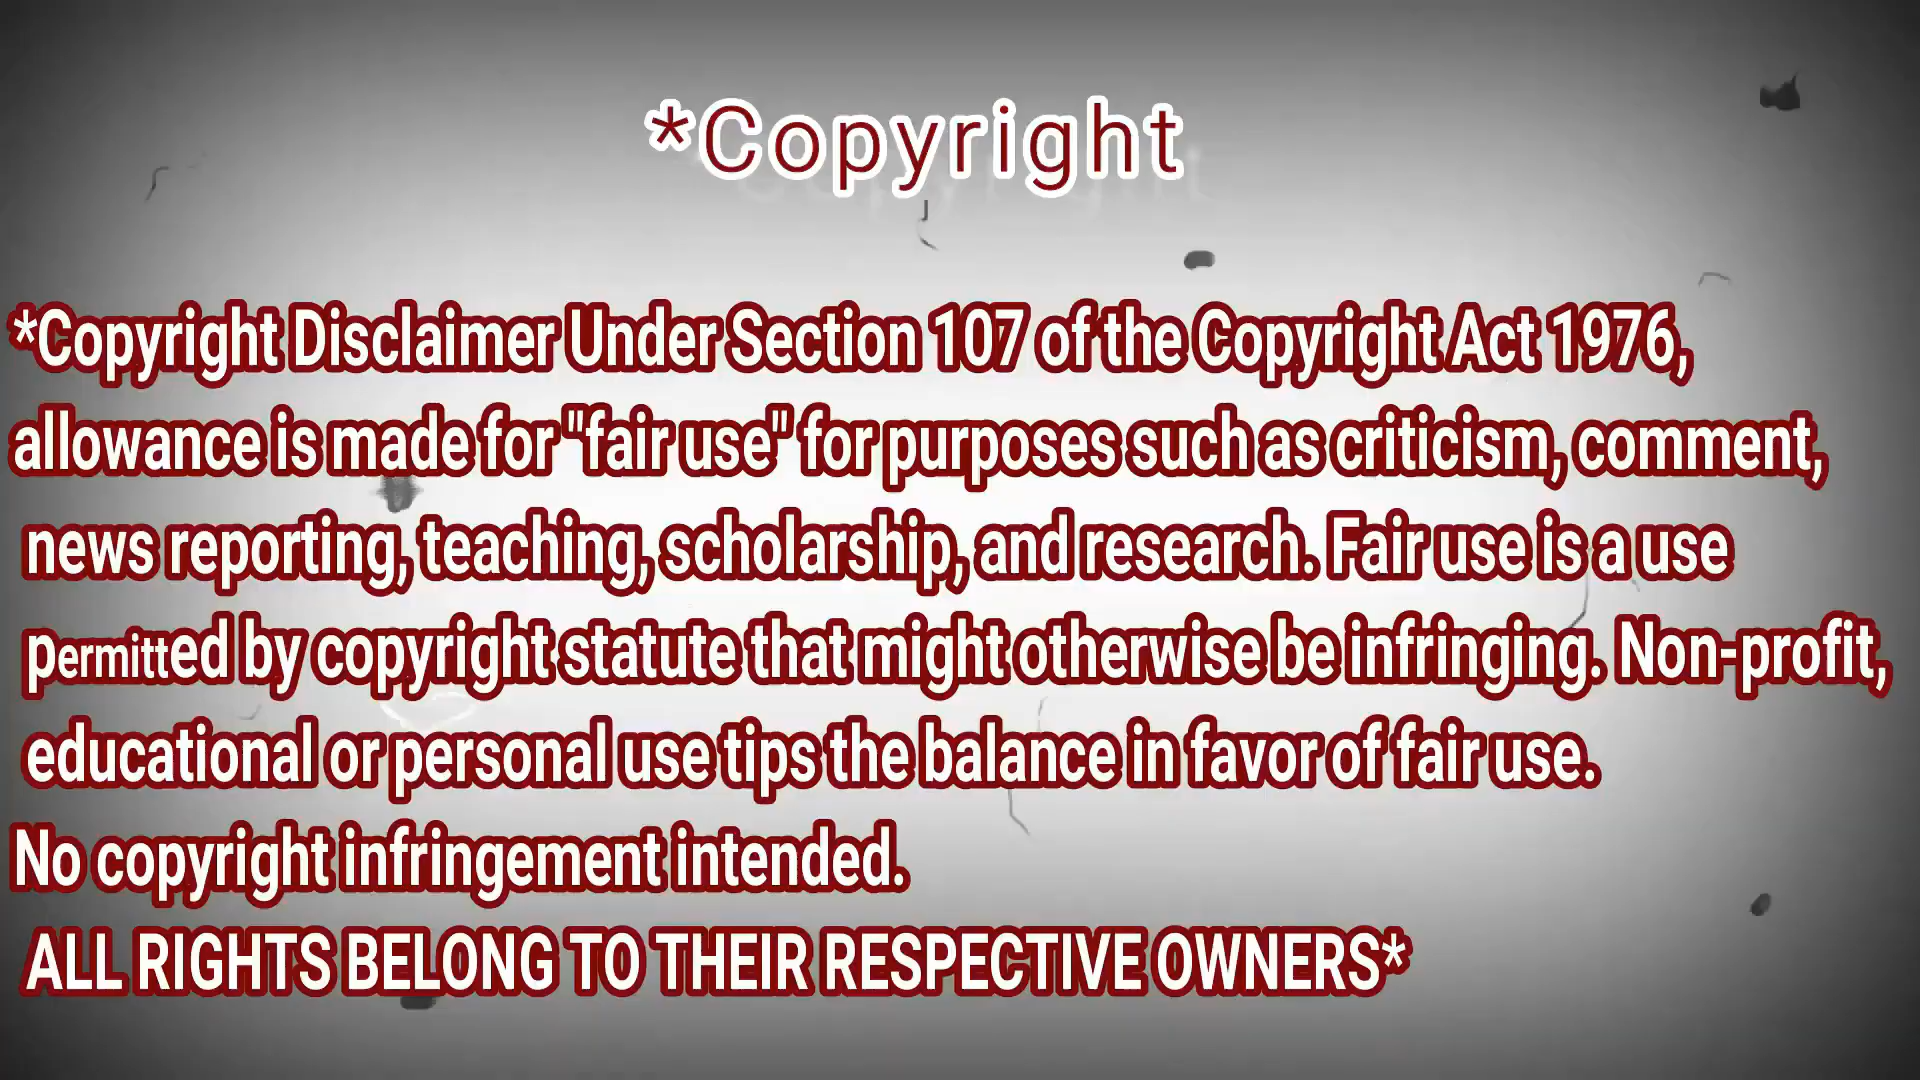 *Copyright
*Copyright Disclaimer Under Section 107 of the Copyright Act 1976,
allowance is made for "fair use" for purposes such as criticism, comment,
news reporting, teaching, scholarship, and research. Fair use is a use
permitted by copyright statute that might otherwise be infringing. Non-profit,
educational or personal use tips the balance in favor of fair use.
No copyright infringement intended.
ALL RIGHTS BELONG TO THEIR RESPECTIVE OWNERS*